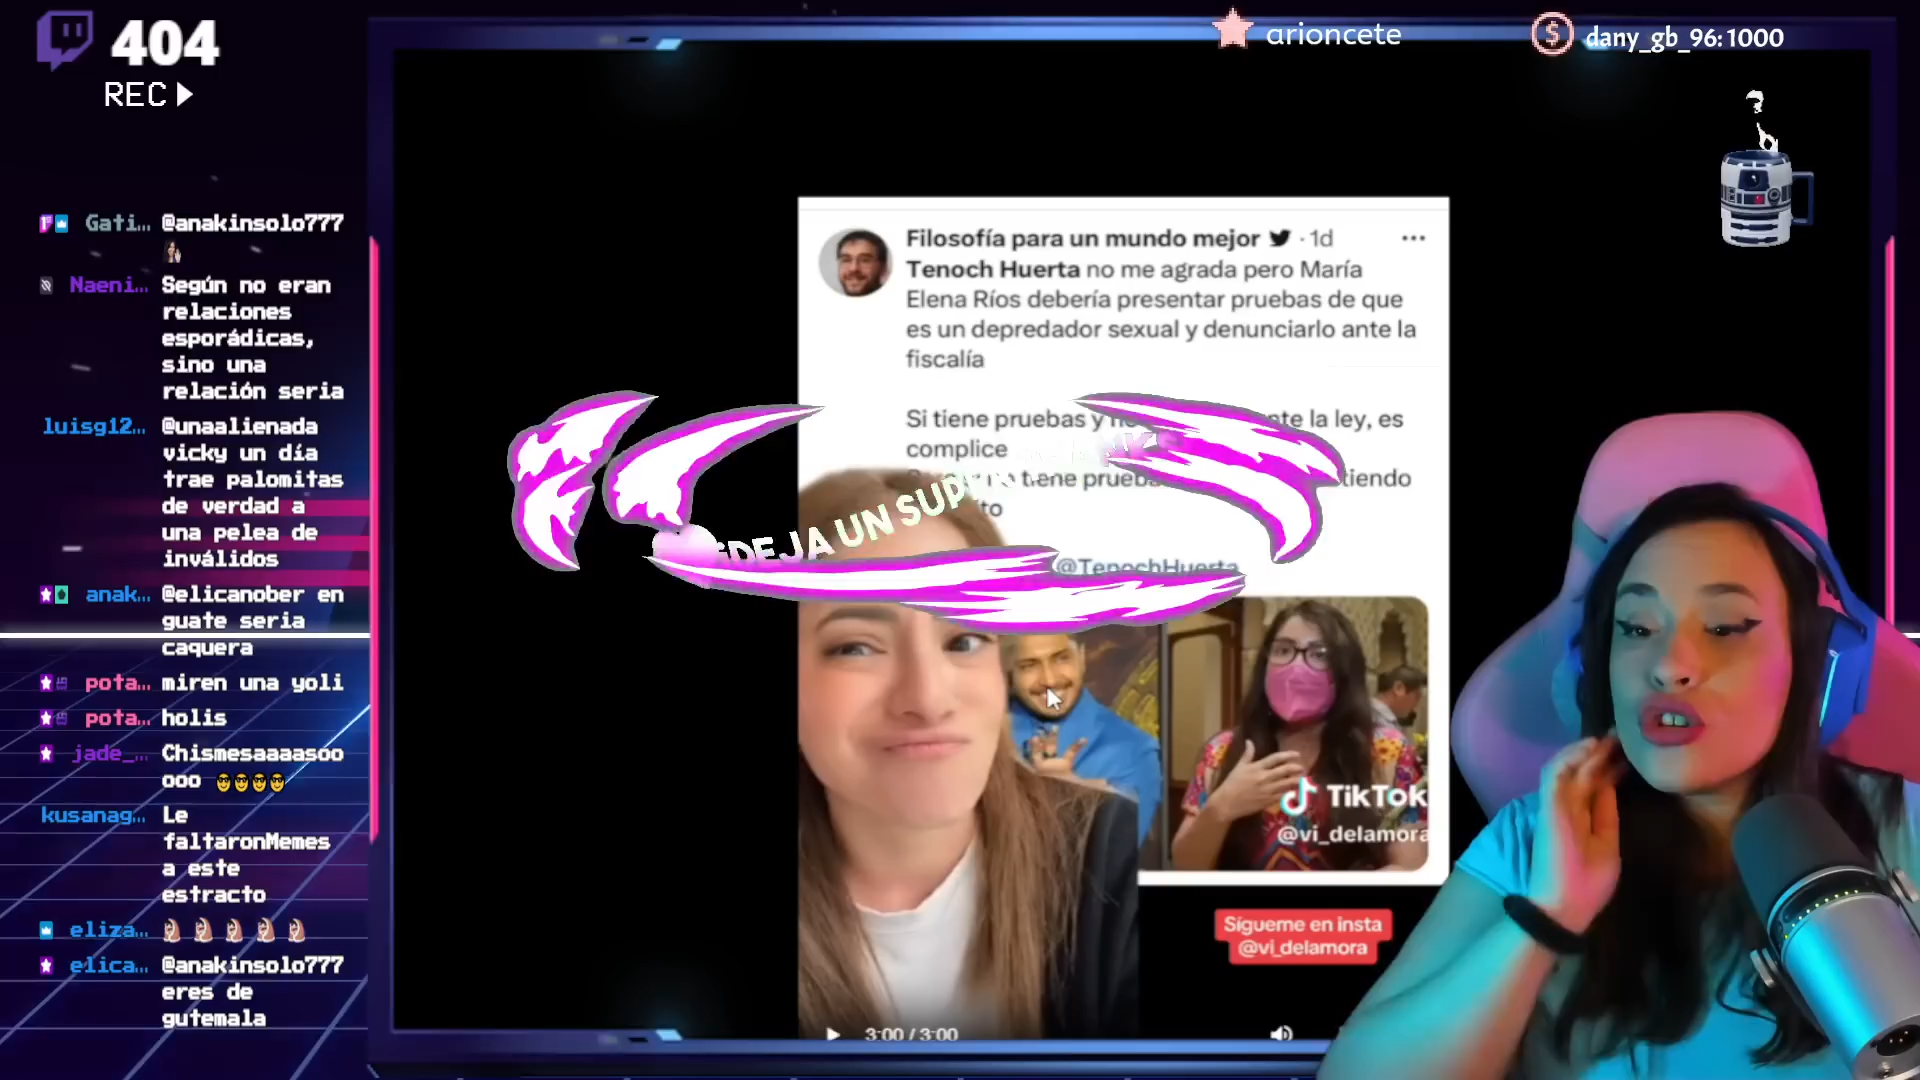 404
REC
arioncete
dany_gb_96:1000
Gati... @anakinsolo777
Naeni... Según no eran
relaciones
esporádicas,
sino una
relación seria
luisg12... @unaalienada
vicky un día
trae palomitas
de verdad a
una pelea de
inválidos
anak... @elicanober en
guate seria
caquera
pota... miren una yoli
pota... holis
jade_... Chismesaaaasoo
ooo
kusanag... Le
faltaronMemes
a este
estracto
eliza...
elica... @anakinsolo777
eres de
gutemala
Filosofía para un mundo mejor · 1d
Tenoch Huerta no me agrada pero María
Elena Ríos debería presentar pruebas de que
es un depredador sexual y denunciarlo ante la
fiscalía
Si tiene pruebas y la ley, es
complice
tiene
¡DEJA UN
@TenochHuerta
TikTok
@vi_delamora
Sígueme en insta
@vi_delamora
3:00 / 3:00